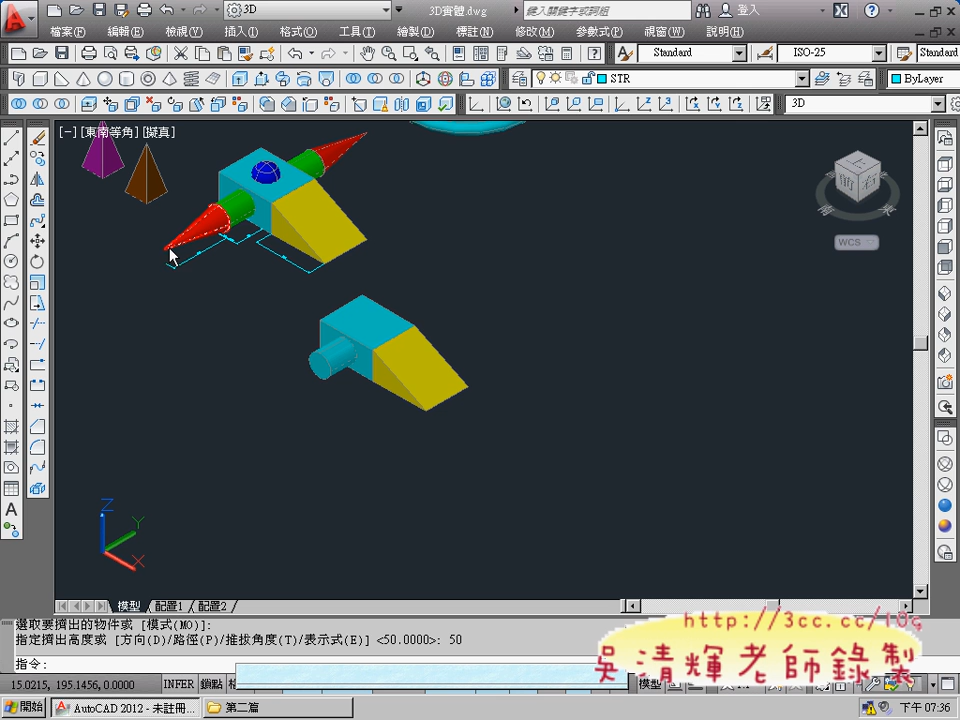 3D
3D實體.dwg
鍵入關鍵字或詞組
登入
檔案(F) 編輯(E) 檢視(V) 插入(I) 格式(O) 工具(T) 繪製(D) 標註(N) 修改(M) 參數式(P) 視窗(W) 說明(H)
Standard
ISO-25
Standard
STR
ByLayer
3D
[−][東南等角][擬真]
上
前
右
南
東
WCS
Z
Y
X
模型 配置1 配置2
選取要擠出的物件或 [模式(MO)]:
指定擠出高度或 [方向(D)/路徑(P)/推拔角度(T)/表示式(E)] <50.0000>: 50
指令:
http://3cc.cc/10g
吳清輝老師錄製
15.0215, 195.1456, 0.0000
INFER
鎖點
模型
開始
AutoCAD 2012 - 未註冊...
第二篇
下午 07:36